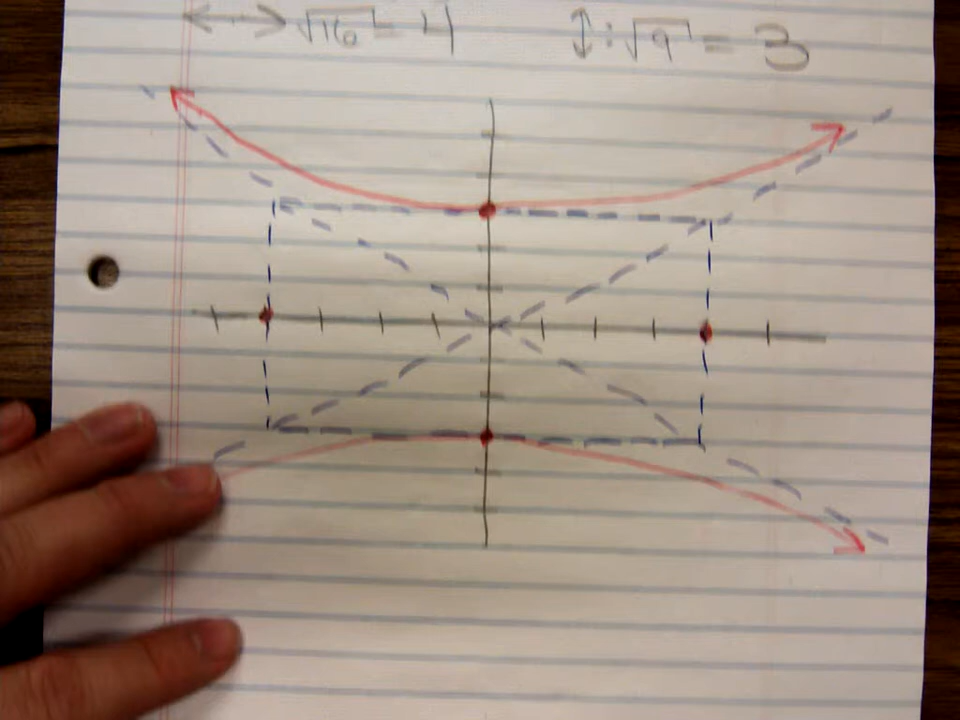 ↔ √16 = 4
↕ : √9 = 3